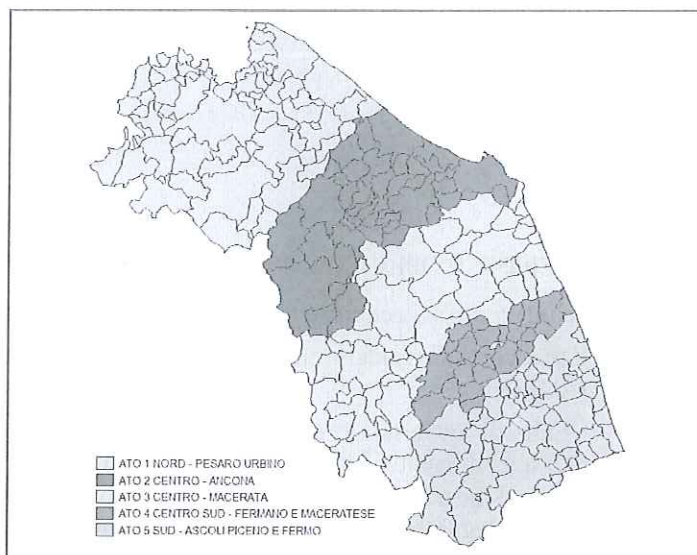 ATO 1 NORD - PESARO URBINO
ATO 2 CENTRO - ANCONA
ATO 3 CENTRO - MACERATA
ATO 4 CENTRO SUD - FERMANO E MACERATESE
ATO 5 SUD - ASCOLI PICENO E FERMO